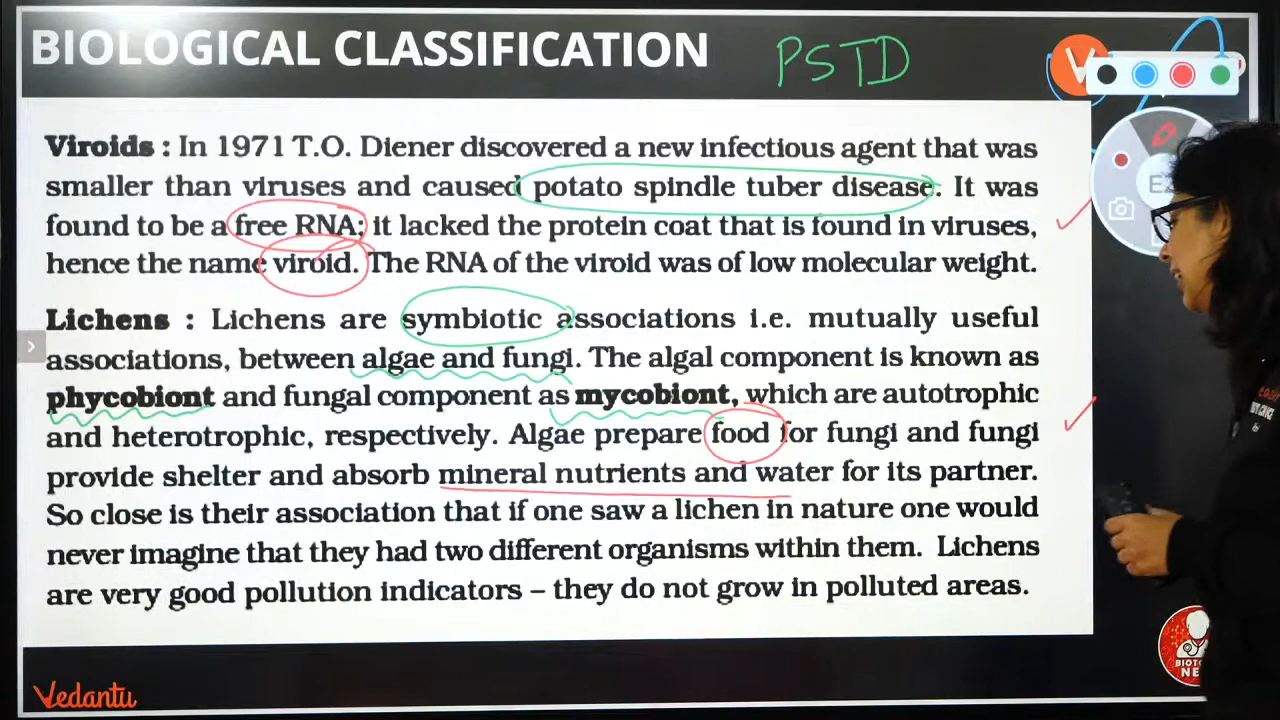 BIOLOGICAL CLASSIFICATION
PSTD
Viroids : In 1971 T.O. Diener discovered a new infectious agent that was
smaller than viruses and caused potato spindle tuber disease. It was
found to be a free RNA; it lacked the protein coat that is found in viruses,
hence the name viroid. The RNA of the viroid was of low molecular weight.
Lichens : Lichens are symbiotic associations i.e. mutually useful
associations, between algae and fungi. The algal component is known as
phycobiont and fungal component as mycobiont, which are autotrophic
and heterotrophic, respectively. Algae prepare food for fungi and fungi
provide shelter and absorb mineral nutrients and water for its partner.
So close is their association that if one saw a lichen in nature one would
never imagine that they had two different organisms within them. Lichens
are very good pollution indicators – they do not grow in polluted areas.
Vedantu